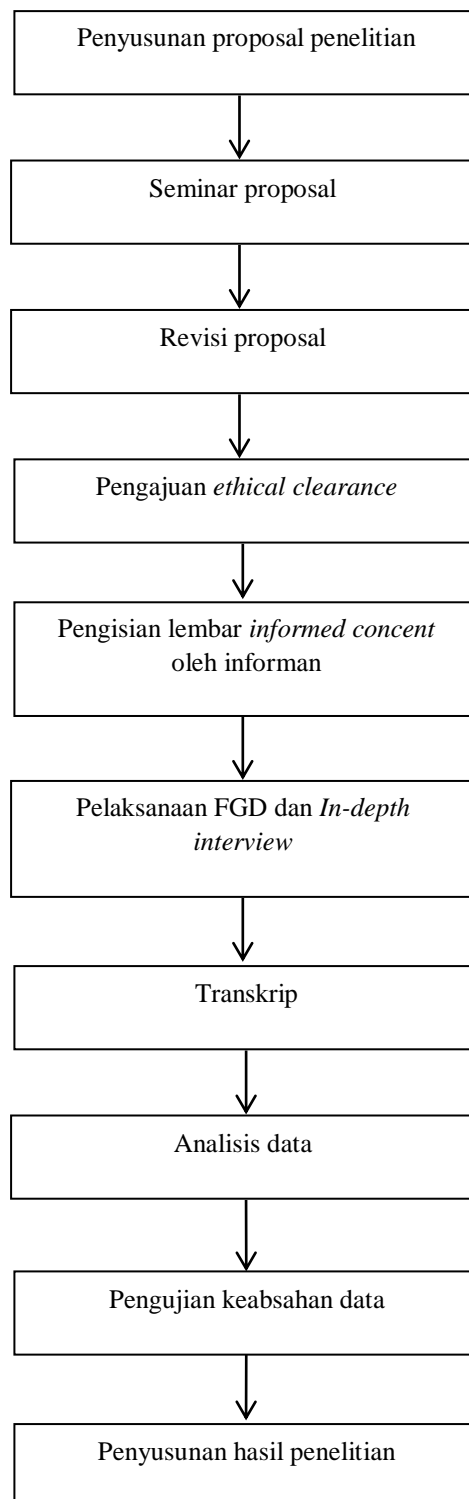 Penyusunan proposal penelitian
Seminar proposal
Revisi proposal
Pengajuan ethical clearance
Pengisian lembar informed concent
oleh informan
Pelaksanaan FGD dan In-depth
interview
Transkrip
Analisis data
Pengujian keabsahan data
Penyusunan hasil penelitian